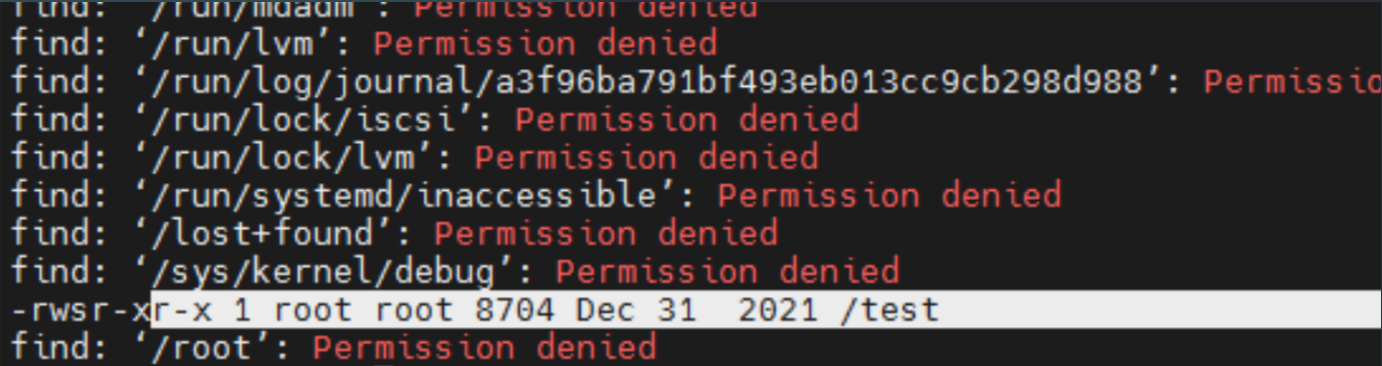 find: ‘/run/mdadm’: Permission denied
find: ‘/run/lvm’: Permission denied
find: ‘/run/log/journal/a3f96ba791bf493eb013cc9cb298d988’: Permissio
find: ‘/run/lock/iscsi’: Permission denied
find: ‘/run/lock/lvm’: Permission denied
find: ‘/run/systemd/inaccessible’: Permission denied
find: ‘/lost+found’: Permission denied
find: ‘/sys/kernel/debug’: Permission denied
-rwsr-xr-x 1 root root 8704 Dec 31  2021 /test
find: ‘/root’: Permission denied